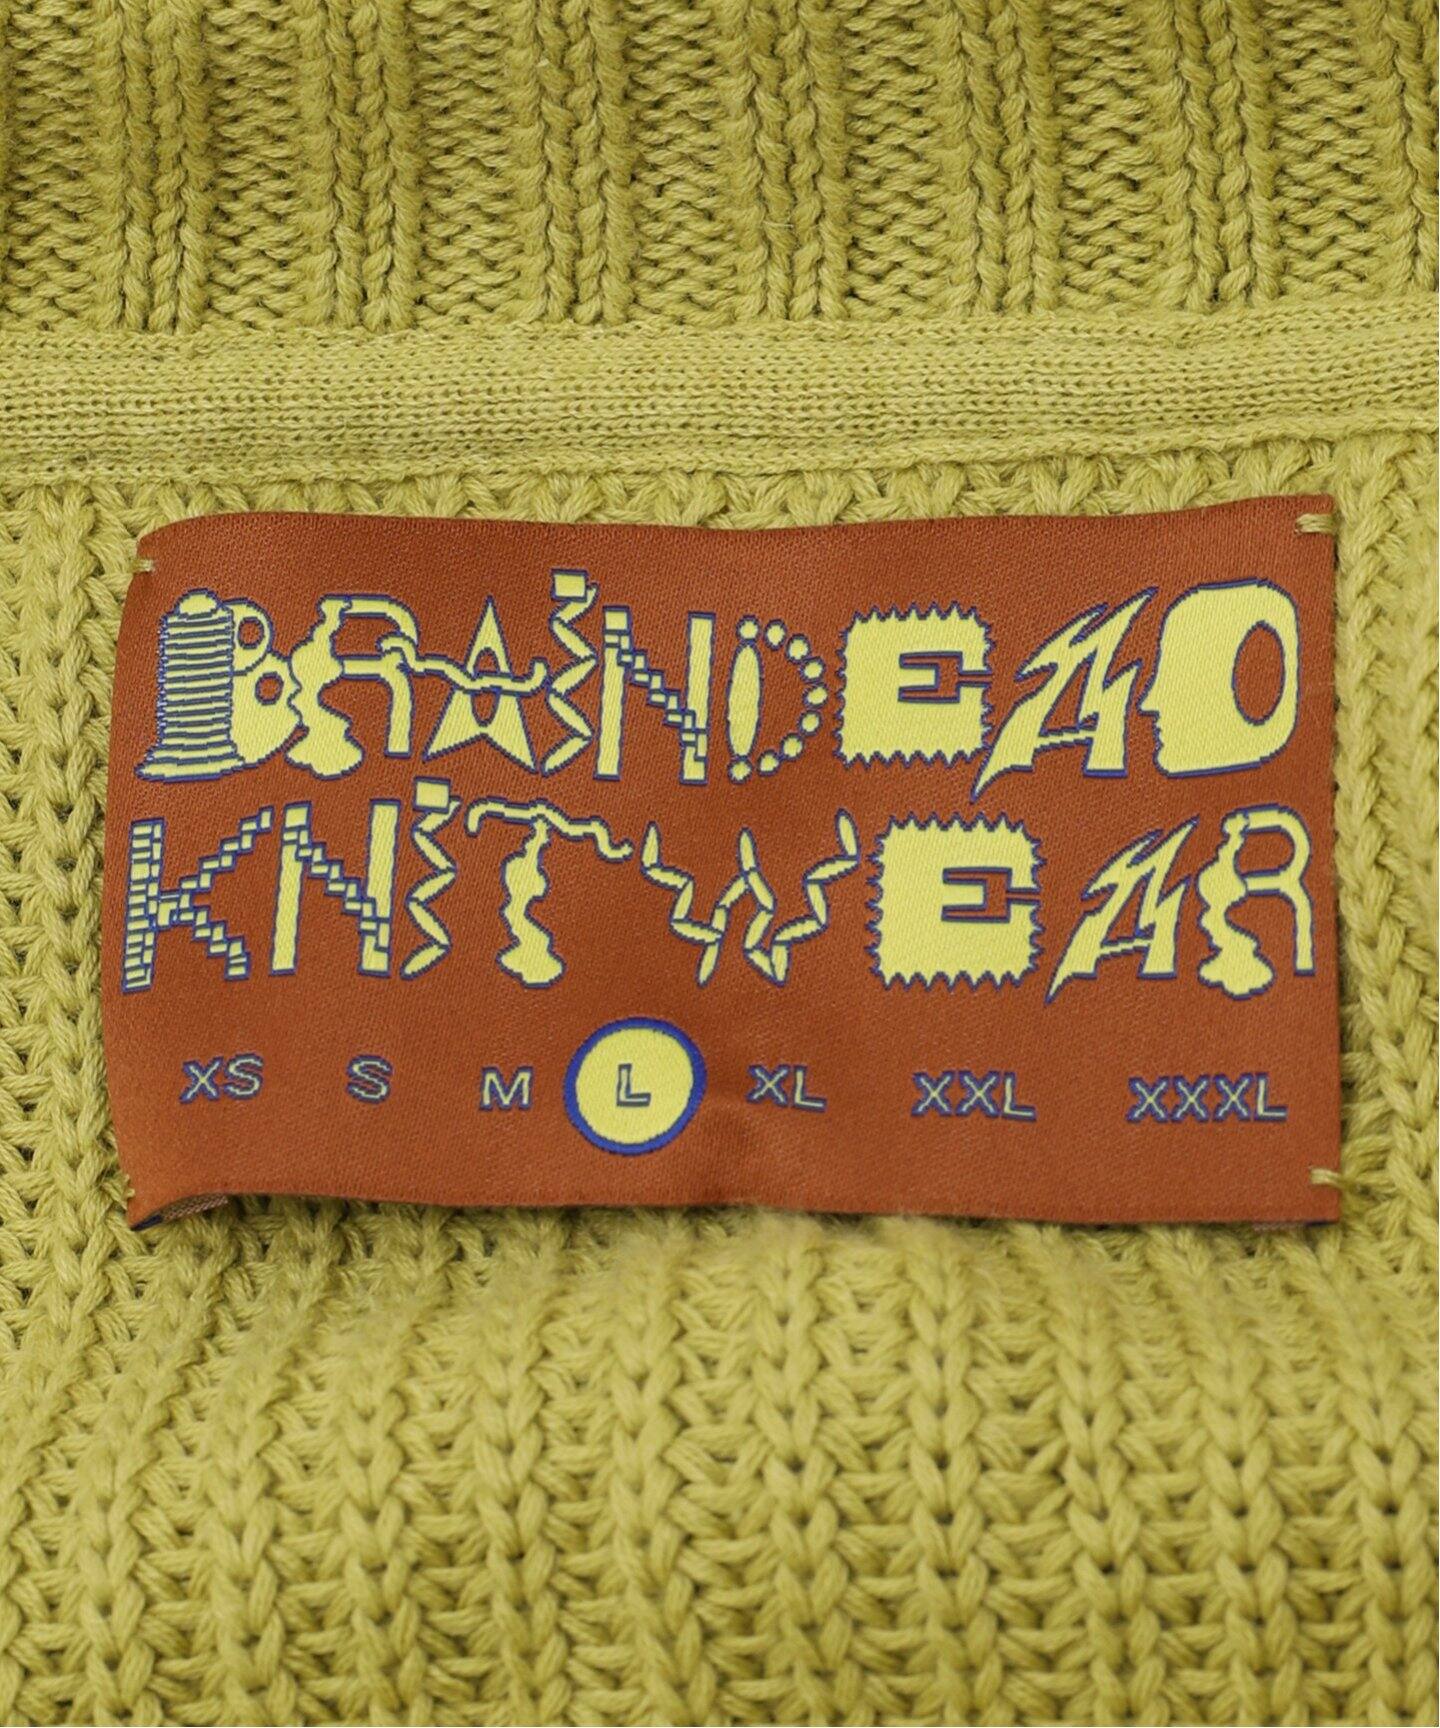 BRAINDEAD
KNITWEAR
XS S M L XL XXL XXXL